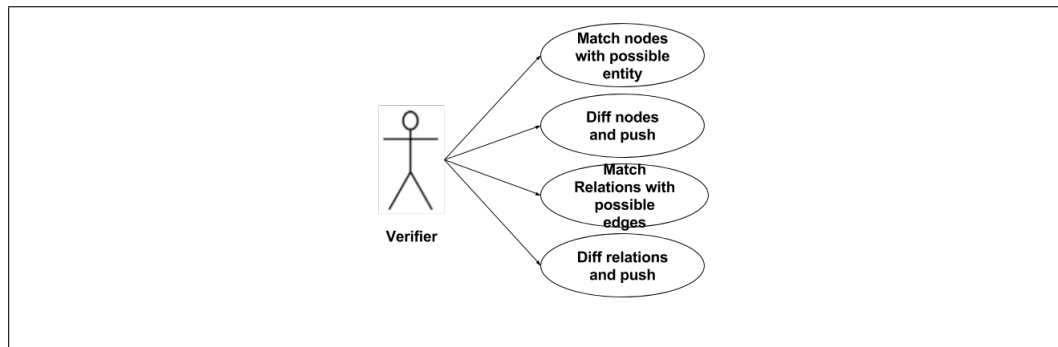 Match nodes
with possible
entity
Diff nodes
and push
Match
Relations with
possible
edges
Verifier
Diff relations
and push